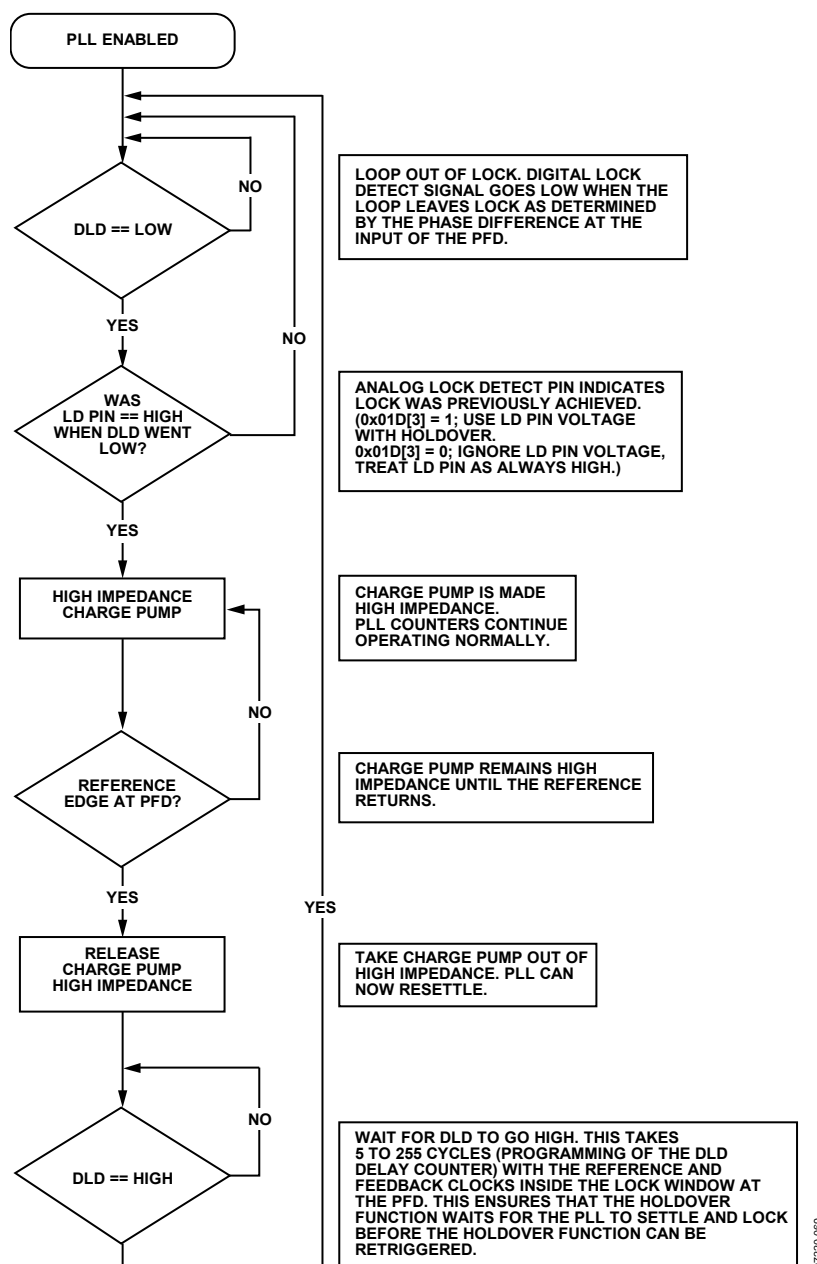 PLL ENABLED
NO
DLD == LOW
LOOP OUT OF LOCK. DIGITAL LOCK
DETECT SIGNAL GOES LOW WHEN THE
LOOP LEAVES LOCK AS DETERMINED
BY THE PHASE DIFFERENCE AT THE
INPUT OF THE PFD.
YES
NO
WAS
LD PIN == HIGH
WHEN DLD WENT
LOW?
ANALOG LOCK DETECT PIN INDICATES
LOCK WAS PREVIOUSLY ACHIEVED.
(0x01D[3] = 1; USE LD PIN VOLTAGE
WITH HOLDOVER.
0x01D[3] = 0; IGNORE LD PIN VOLTAGE,
TREAT LD PIN AS ALWAYS HIGH.)
YES
HIGH IMPEDANCE
CHARGE PUMP
CHARGE PUMP IS MADE
HIGH IMPEDANCE.
PLL COUNTERS CONTINUE
OPERATING NORMALLY.
NO
REFERENCE
EDGE AT PFD?
CHARGE PUMP REMAINS HIGH
IMPEDANCE UNTIL THE REFERENCE
RETURNS.
YES
YES
RELEASE
CHARGE PUMP
HIGH IMPEDANCE
TAKE CHARGE PUMP OUT OF
HIGH IMPEDANCE. PLL CAN
NOW RESETTLE.
NO
DLD == HIGH
WAIT FOR DLD TO GO HIGH. THIS TAKES
5 TO 255 CYCLES (PROGRAMMING OF THE DLD
DELAY COUNTER) WITH THE REFERENCE AND
FEEDBACK CLOCKS INSIDE THE LOCK WINDOW AT
THE PFD. THIS ENSURES THAT THE HOLDOVER
FUNCTION WAITS FOR THE PLL TO SETTLE AND LOCK
BEFORE THE HOLDOVER FUNCTION CAN BE
RETRIGGERED.